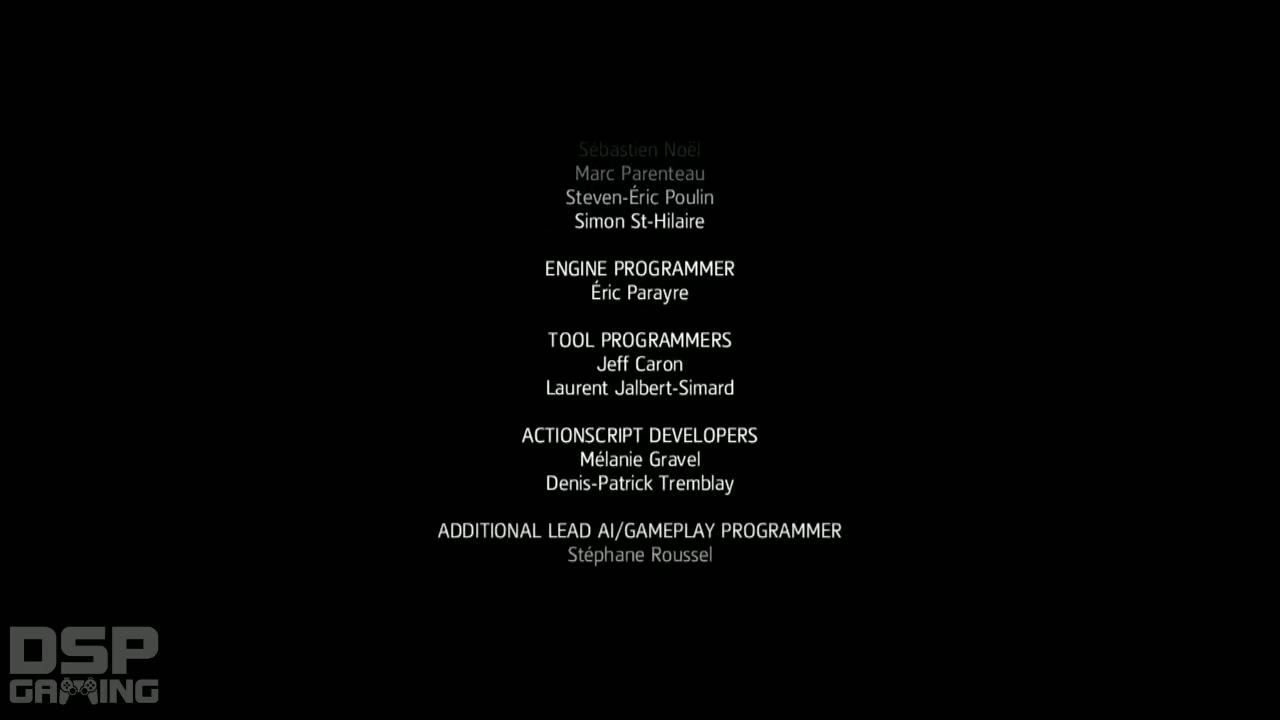 Sébastien Noël
Marc Parenteau
Steven-Éric Poulin
Simon St-Hilaire
ENGINE PROGRAMMER
Éric Parayre
TOOL PROGRAMMERS
Jeff Caron
Laurent Jalbert-Simard
ACTIONSCRIPT DEVELOPERS
Mélanie Gravel
Denis-Patrick Tremblay
ADDITIONAL LEAD AI/GAMEPLAY PROGRAMMER
Stéphane Roussel
DSP
GAMING